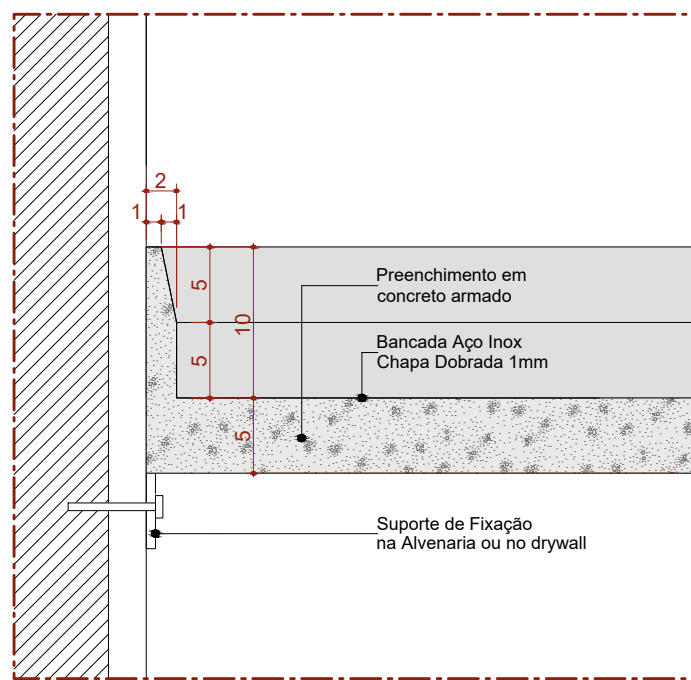 2
1
1
5
10
5
5
Preenchimento em
concreto armado
Bancada Aço Inox
Chapa Dobrada 1mm
Suporte de Fixação
na Alvenaria ou no drywall